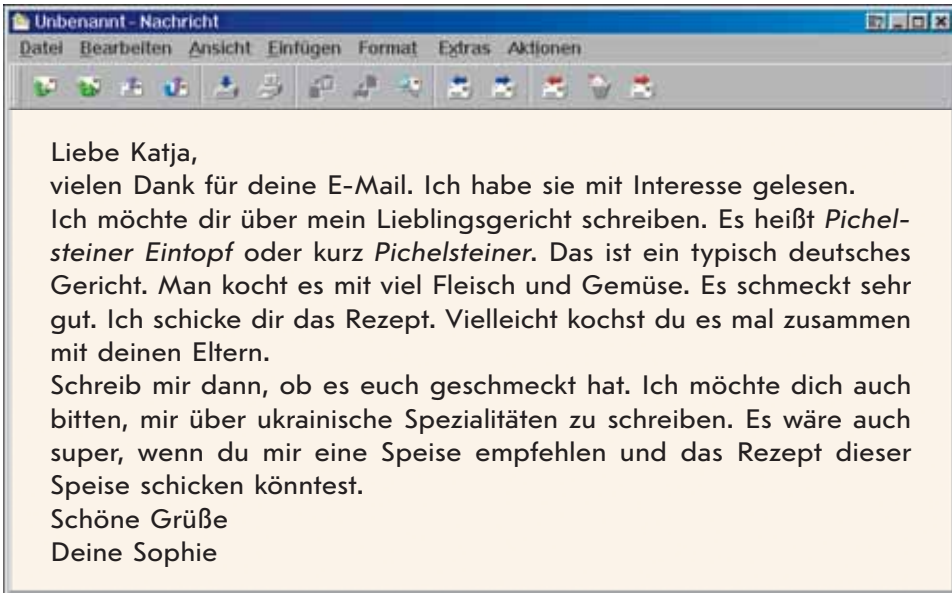 Unbenannt - Nachricht
Datei Bearbeiten Ansicht Einfügen Format Extras Aktionen
Liebe Katja,
vielen Dank für deine E-Mail. Ich habe sie mit Interesse gelesen.
Ich möchte dir über mein Lieblingsgericht schreiben. Es heißt Pichel-
steiner Eintopf oder kurz Pichelsteiner. Das ist ein typisch deutsches
Gericht. Man kocht es mit viel Fleisch und Gemüse. Es schmeckt sehr
gut. Ich schicke dir das Rezept. Vielleicht kochst du es mal zusammen
mit deinen Eltern.
Schreib mir dann, ob es euch geschmeckt hat. Ich möchte dich auch
bitten, mir über ukrainische Spezialitäten zu schreiben. Es wäre auch
super, wenn du mir eine Speise empfehlen und das Rezept dieser
Speise schicken könntest.
Schöne Grüße
Deine Sophie